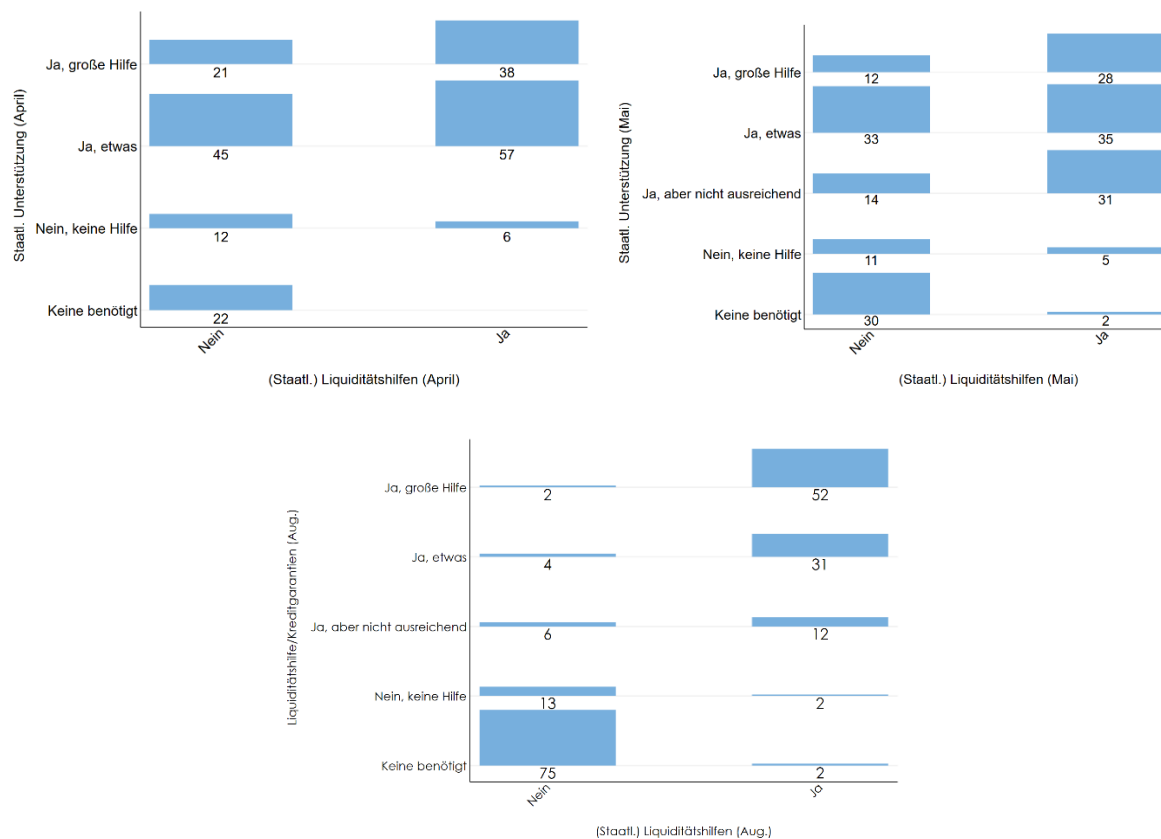 Staatl. Unterstützung (April)
Ja, große Hilfe
21
38
Ja, etwas
45
57
Nein, keine Hilfe
12
6
Keine benötigt
22
Nein
Ja
(Staatl.) Liquiditätshilfen (April)
Staatl. Unterstützung (Mai)
Ja, große Hilfe
12
28
Ja, etwas
33
35
Ja, aber nicht ausreichend
14
31
Nein, keine Hilfe
11
5
Keine benötigt
30
2
Nein
Ja
(Staatl.) Liquiditätshilfen (Mai)
Liquiditätshilfe/Kreditgarantien (Aug.)
Ja, große Hilfe
2
52
Ja, etwas
4
31
Ja, aber nicht ausreichend
6
12
Nein, keine Hilfe
13
2
Keine benötigt
75
2
Nein
Ja
(Staatl.) Liquiditätshilfen (Aug.)